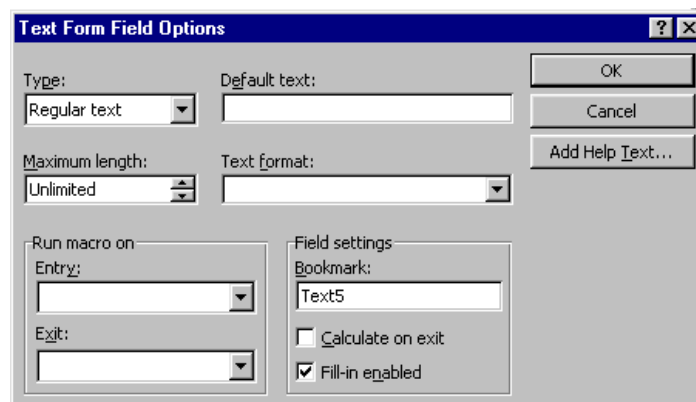 Text Form Field Options
Type:
Default text:
OK
Regular text
Cancel
Maximum length:
Text format:
Add Help Text...
Unlimited
Run macro on
Field settings
Entry:
Bookmark:
Text5
Exit:
Calculate on exit
Fill-in enabled